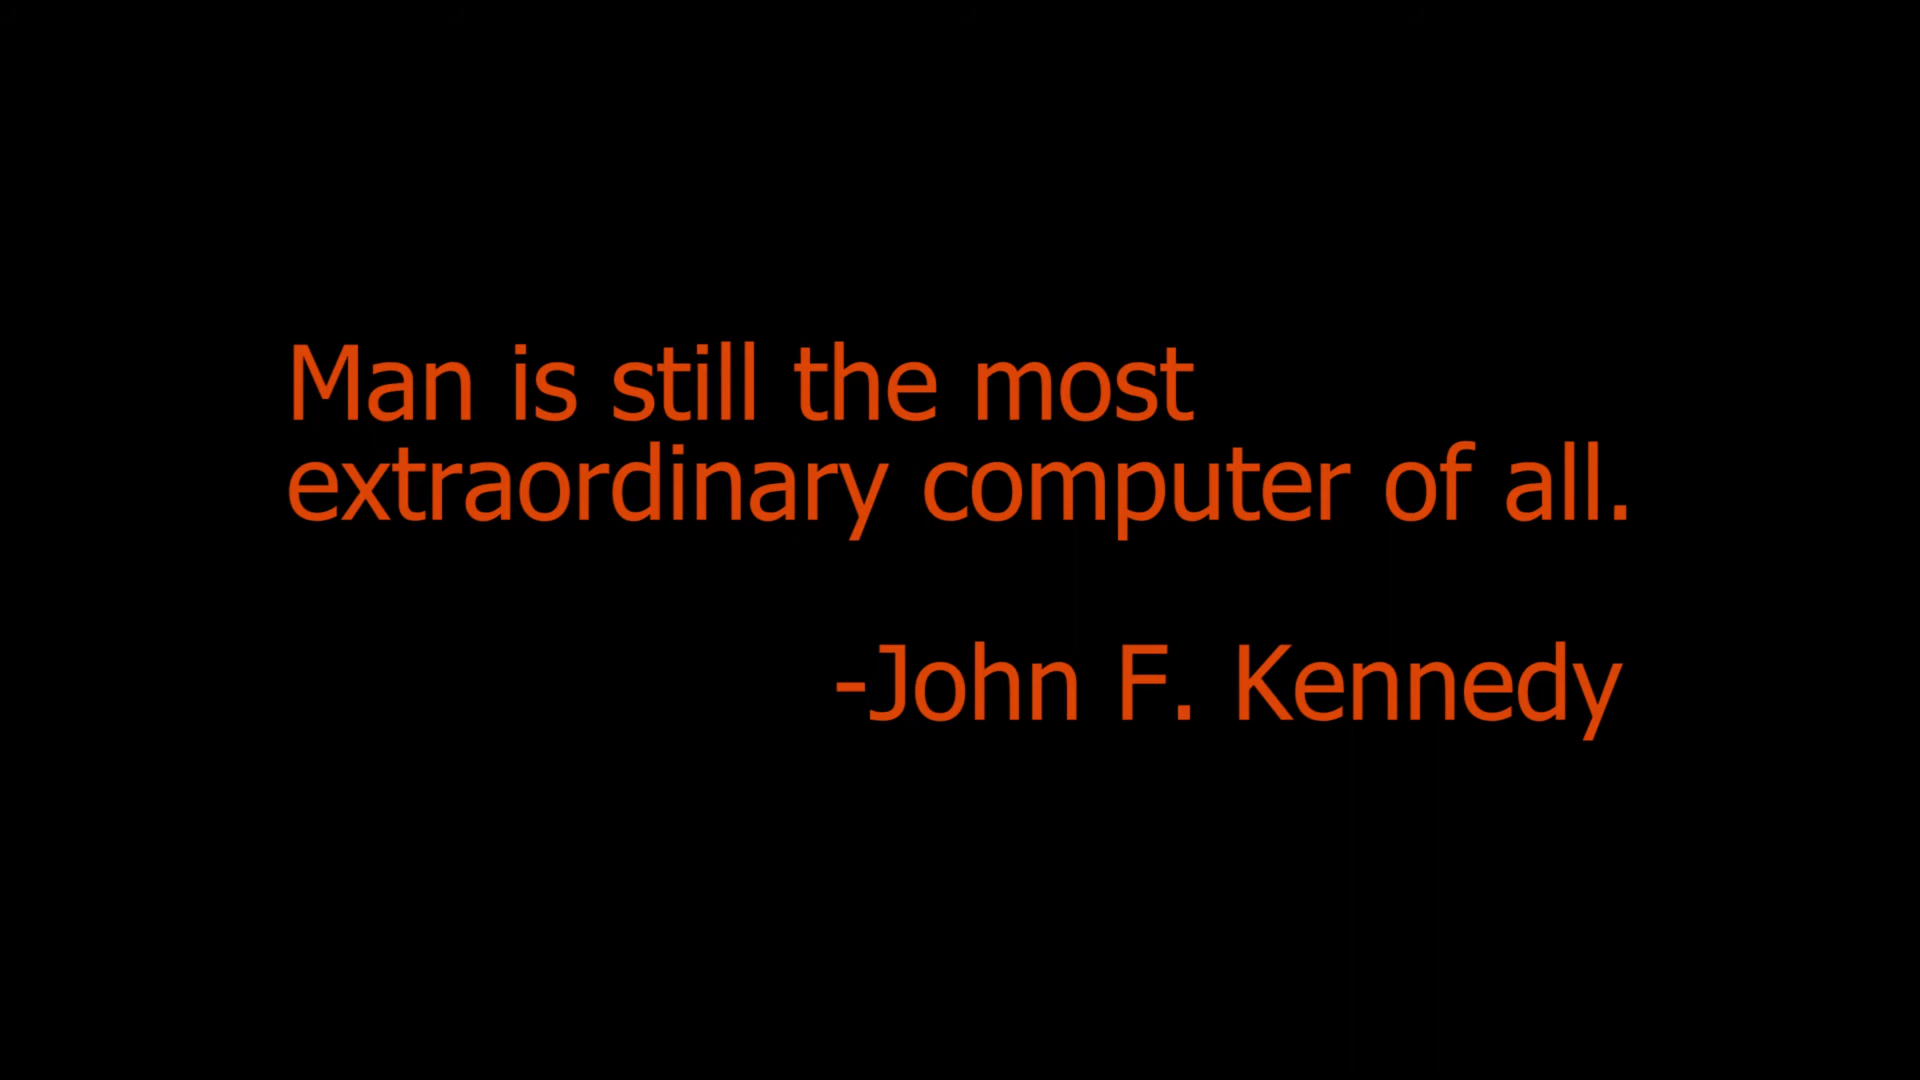 Man is still the most
extraordinary computer of all.
-John F. Kennedy